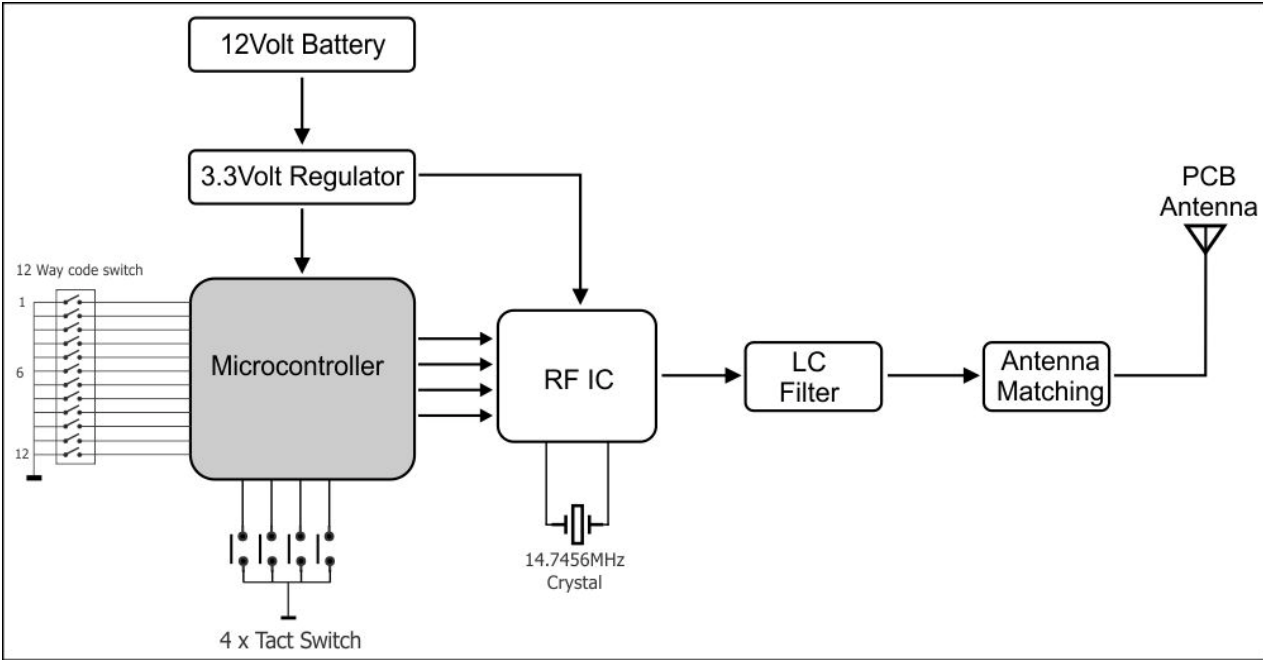 12Volt Battery
3.3Volt Regulator
PCB
Antenna
12 Way code switch
1
6
12
Microcontroller
RF IC
LC
Filter
Antenna
Matching
14.7456MHz
Crystal
4 x Tact Switch